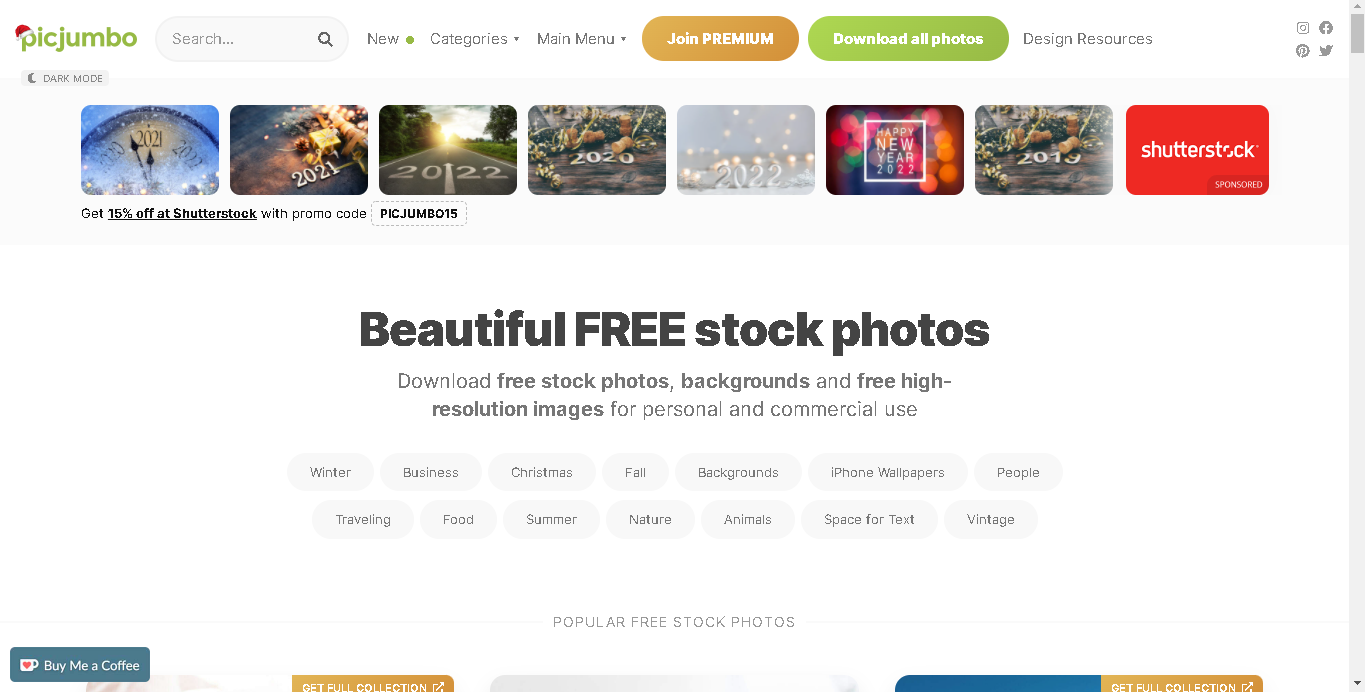 picjumbo
Search...
New
Categories
Main Menu
Join PREMIUM
Download all photos
Design Resources
DARK MODE
2021
2021
2022
2020
2022
HAPPY
NEW
YEAR
2022
2019
shutterstock
SPONSORED
Get 15% off at Shutterstock with promo code PICJUMBO15
Beautiful FREE stock photos
Download free stock photos, backgrounds and free high-
resolution images for personal and commercial use
Winter
Business
Christmas
Fall
Backgrounds
iPhone Wallpapers
People
Traveling
Food
Summer
Nature
Animals
Space for Text
Vintage
POPULAR FREE STOCK PHOTOS
Buy Me a Coffee
GET FULL COLLECTION
GET FULL COLLECTION